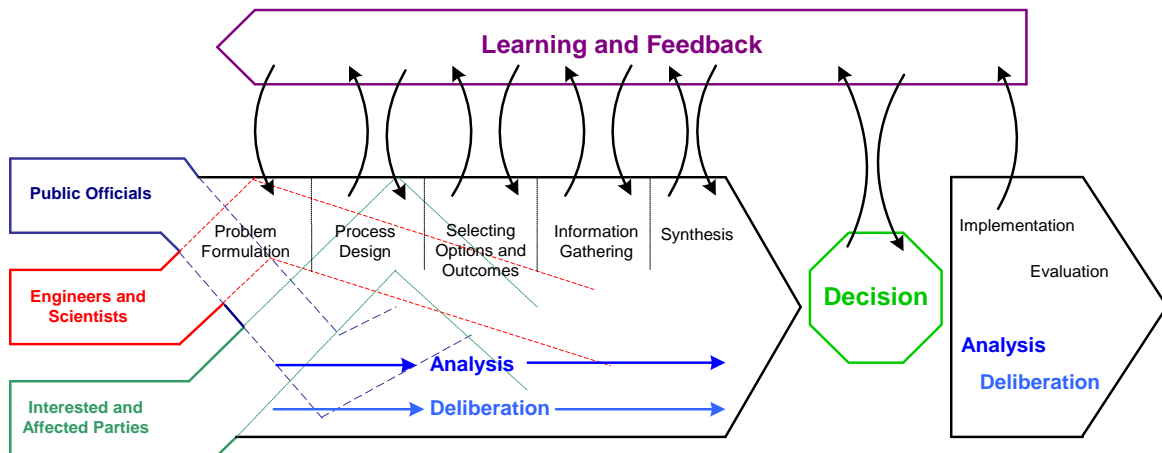 Learning and Feedback
Public Officials
Engineers and
Scientists
Interested and
Affected Parties
Problem
Formulation
Process
Design
Selecting
Options and
Outcomes
Information
Gathering
Synthesis
Analysis
Deliberation
Decision
Implementation
Evaluation
Analysis
Deliberation